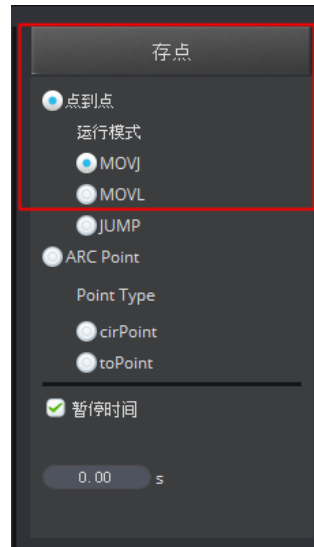 存点
点到点
运行模式
MOVJ
MOVL
JUMP
ARC Point
Point Type
cirPoint
toPoint
暂停时间
0.00 s